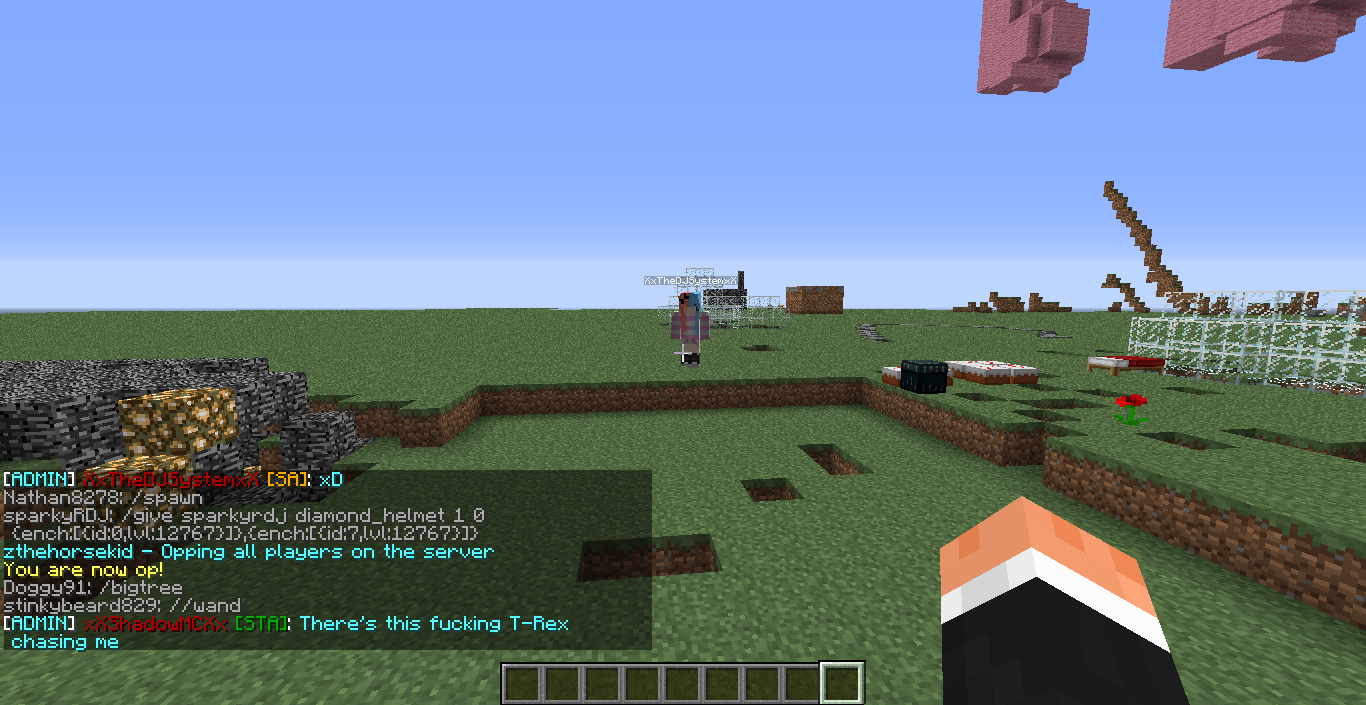 XxTheDJSystemxX
[ADMIN] XxTheDJSystemxX [SA]: xD
Nathan8278: /spawn
sparkyRDJ: /give sparkyrdj diamond_helmet 1 0
{ench:[{id:0,lvl:12767}]},{ench:[{id:7,lvl:12767}]}
zthehorsekid - Opping all players on the server
You are now op!
Doggy91: /bigtree
stinkybeard829: //wand
[ADMIN] xXShadowMCXx [STA]: There's this fucking T-Rex
chasing me